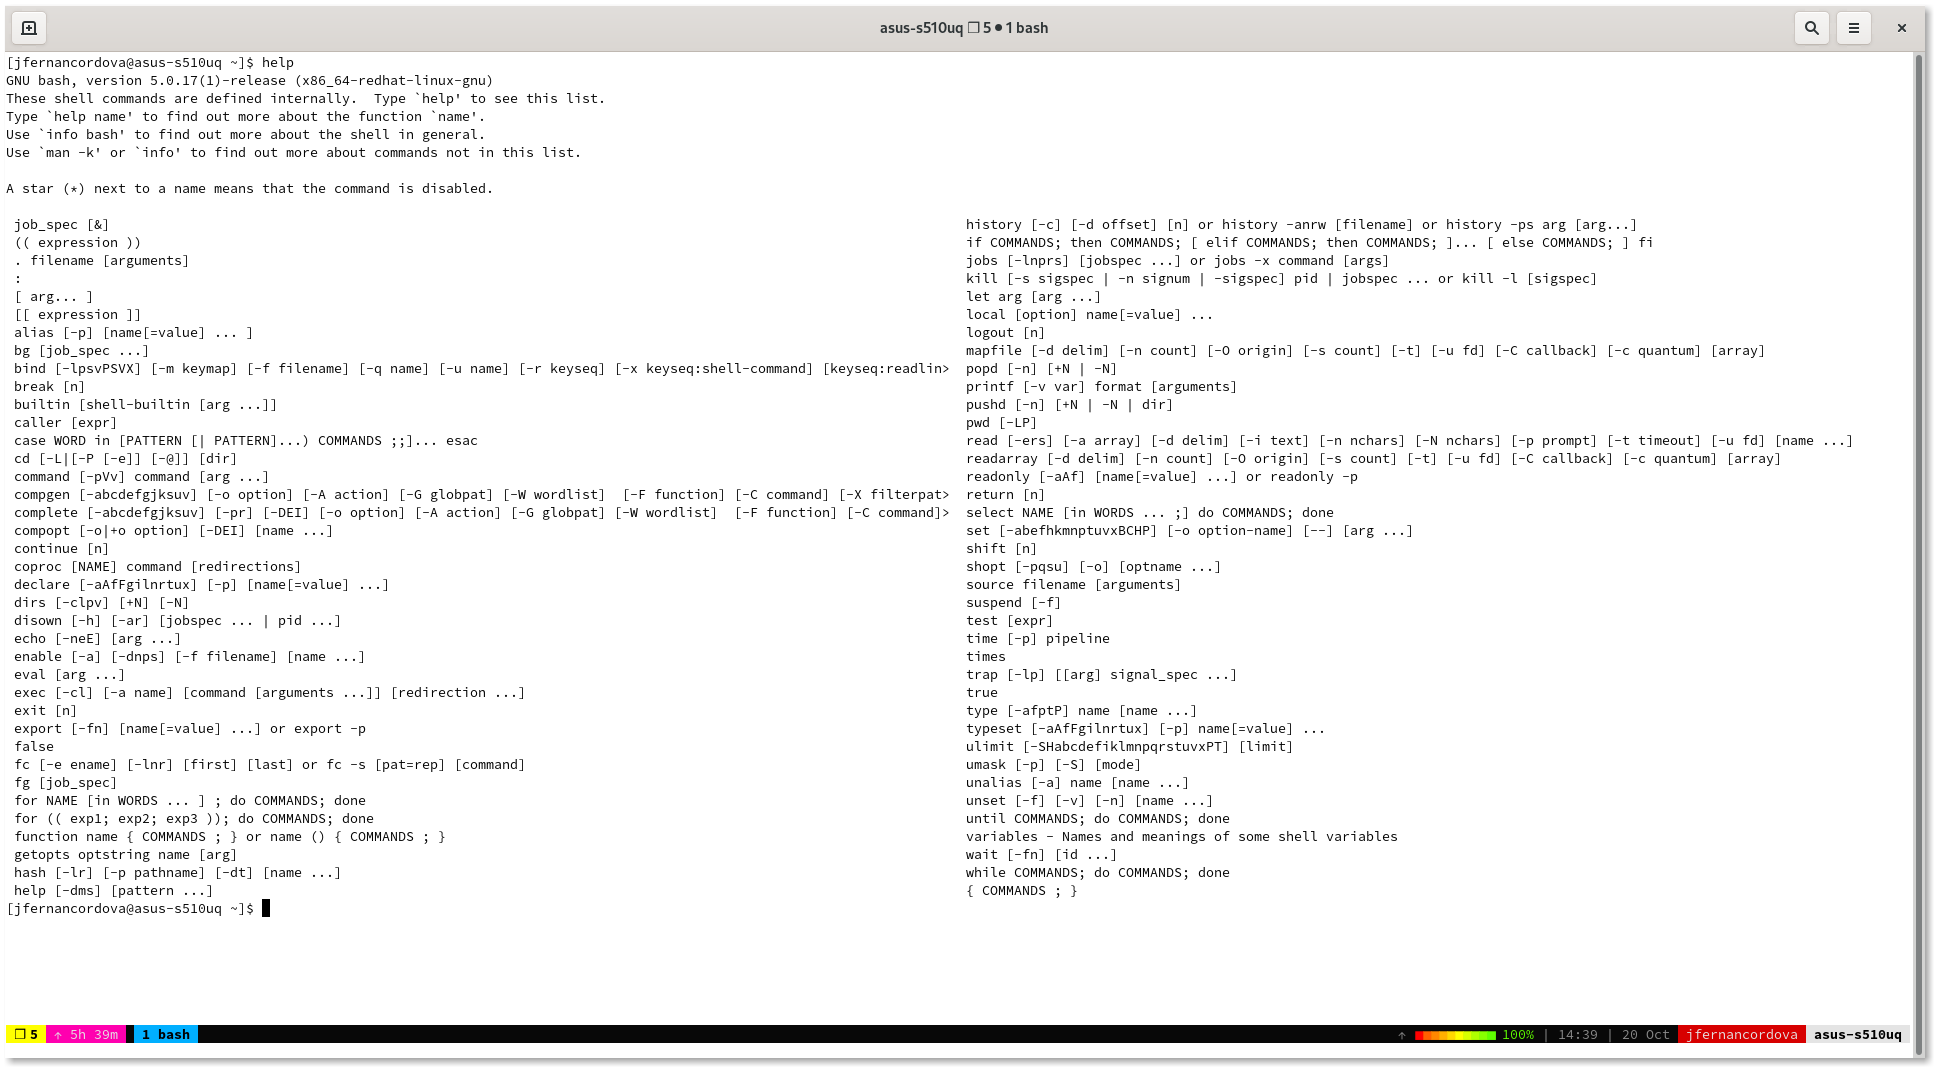 asus-s510uq ❐ 5 ● 1 bash
[jfernancordova@asus-s510uq ~]$ help
GNU bash, version 5.0.17(1)-release (x86_64-redhat-linux-gnu)
These shell commands are defined internally.  Type `help' to see this list.
Type `help name' to find out more about the function `name'.
Use `info bash' to find out more about the shell in general.
Use `man -k' or `info' to find out more about commands not in this list.
A star (*) next to a name means that the command is disabled.
job_spec [&]
(( expression ))
. filename [arguments]
:
[ arg... ]
[[ expression ]]
alias [-p] [name[=value] ... ]
bg [job_spec ...]
bind [-lpsvPSVX] [-m keymap] [-f filename] [-q name] [-u name] [-r keyseq] [-x keyseq:shell-command] [keyseq:readlin>
break [n]
builtin [shell-builtin [arg ...]]
caller [expr]
case WORD in [PATTERN [| PATTERN]...) COMMANDS ;;]... esac
cd [-L|[-P [-e]] [-@]] [dir]
command [-pVv] command [arg ...]
compgen [-abcdefgjksuv] [-o option] [-A action] [-G globpat] [-W wordlist]  [-F function] [-C command] [-X filterpat>
complete [-abcdefgjksuv] [-pr] [-DEI] [-o option] [-A action] [-G globpat] [-W wordlist]  [-F function] [-C command]>
compopt [-o|+o option] [-DEI] [name ...]
continue [n]
coproc [NAME] command [redirections]
declare [-aAfFgilnrtux] [-p] [name[=value] ...]
dirs [-clpv] [+N] [-N]
disown [-h] [-ar] [jobspec ... | pid ...]
echo [-neE] [arg ...]
enable [-a] [-dnps] [-f filename] [name ...]
eval [arg ...]
exec [-cl] [-a name] [command [arguments ...]] [redirection ...]
exit [n]
export [-fn] [name[=value] ...] or export -p
false
fc [-e ename] [-lnr] [first] [last] or fc -s [pat=rep] [command]
fg [job_spec]
for NAME [in WORDS ... ] ; do COMMANDS; done
for (( exp1; exp2; exp3 )); do COMMANDS; done
function name { COMMANDS ; } or name () { COMMANDS ; }
getopts optstring name [arg]
hash [-lr] [-p pathname] [-dt] [name ...]
help [-dms] [pattern ...]
history [-c] [-d offset] [n] or history -anrw [filename] or history -ps arg [arg...]
if COMMANDS; then COMMANDS; [ elif COMMANDS; then COMMANDS; ]... [ else COMMANDS; ] fi
jobs [-lnprs] [jobspec ...] or jobs -x command [args]
kill [-s sigspec | -n signum | -sigspec] pid | jobspec ... or kill -l [sigspec]
let arg [arg ...]
local [option] name[=value] ...
logout [n]
mapfile [-d delim] [-n count] [-O origin] [-s count] [-t] [-u fd] [-C callback] [-c quantum] [array]
popd [-n] [+N | -N]
printf [-v var] format [arguments]
pushd [-n] [+N | -N | dir]
pwd [-LP]
read [-ers] [-a array] [-d delim] [-i text] [-n nchars] [-N nchars] [-p prompt] [-t timeout] [-u fd] [name ...]
readarray [-d delim] [-n count] [-O origin] [-s count] [-t] [-u fd] [-C callback] [-c quantum] [array]
readonly [-aAf] [name[=value] ...] or readonly -p
return [n]
select NAME [in WORDS ... ;] do COMMANDS; done
set [-abefhkmnptuvxBCHP] [-o option-name] [--] [arg ...]
shift [n]
shopt [-pqsu] [-o] [optname ...]
source filename [arguments]
suspend [-f]
test [expr]
time [-p] pipeline
times
trap [-lp] [[arg] signal_spec ...]
true
type [-afptP] name [name ...]
typeset [-aAfFgilnrtux] [-p] name[=value] ...
ulimit [-SHabcdefiklmnpqrstuvxPT] [limit]
umask [-p] [-S] [mode]
unalias [-a] name [name ...]
unset [-f] [-v] [-n] [name ...]
until COMMANDS; do COMMANDS; done
variables - Names and meanings of some shell variables
wait [-fn] [id ...]
while COMMANDS; do COMMANDS; done
{ COMMANDS ; }
[jfernancordova@asus-s510uq ~]$
❐ 5 ↑ 5h 39m 1 bash ↑ 100% | 14:39 | 20 Oct jfernancordova asus-s510uq